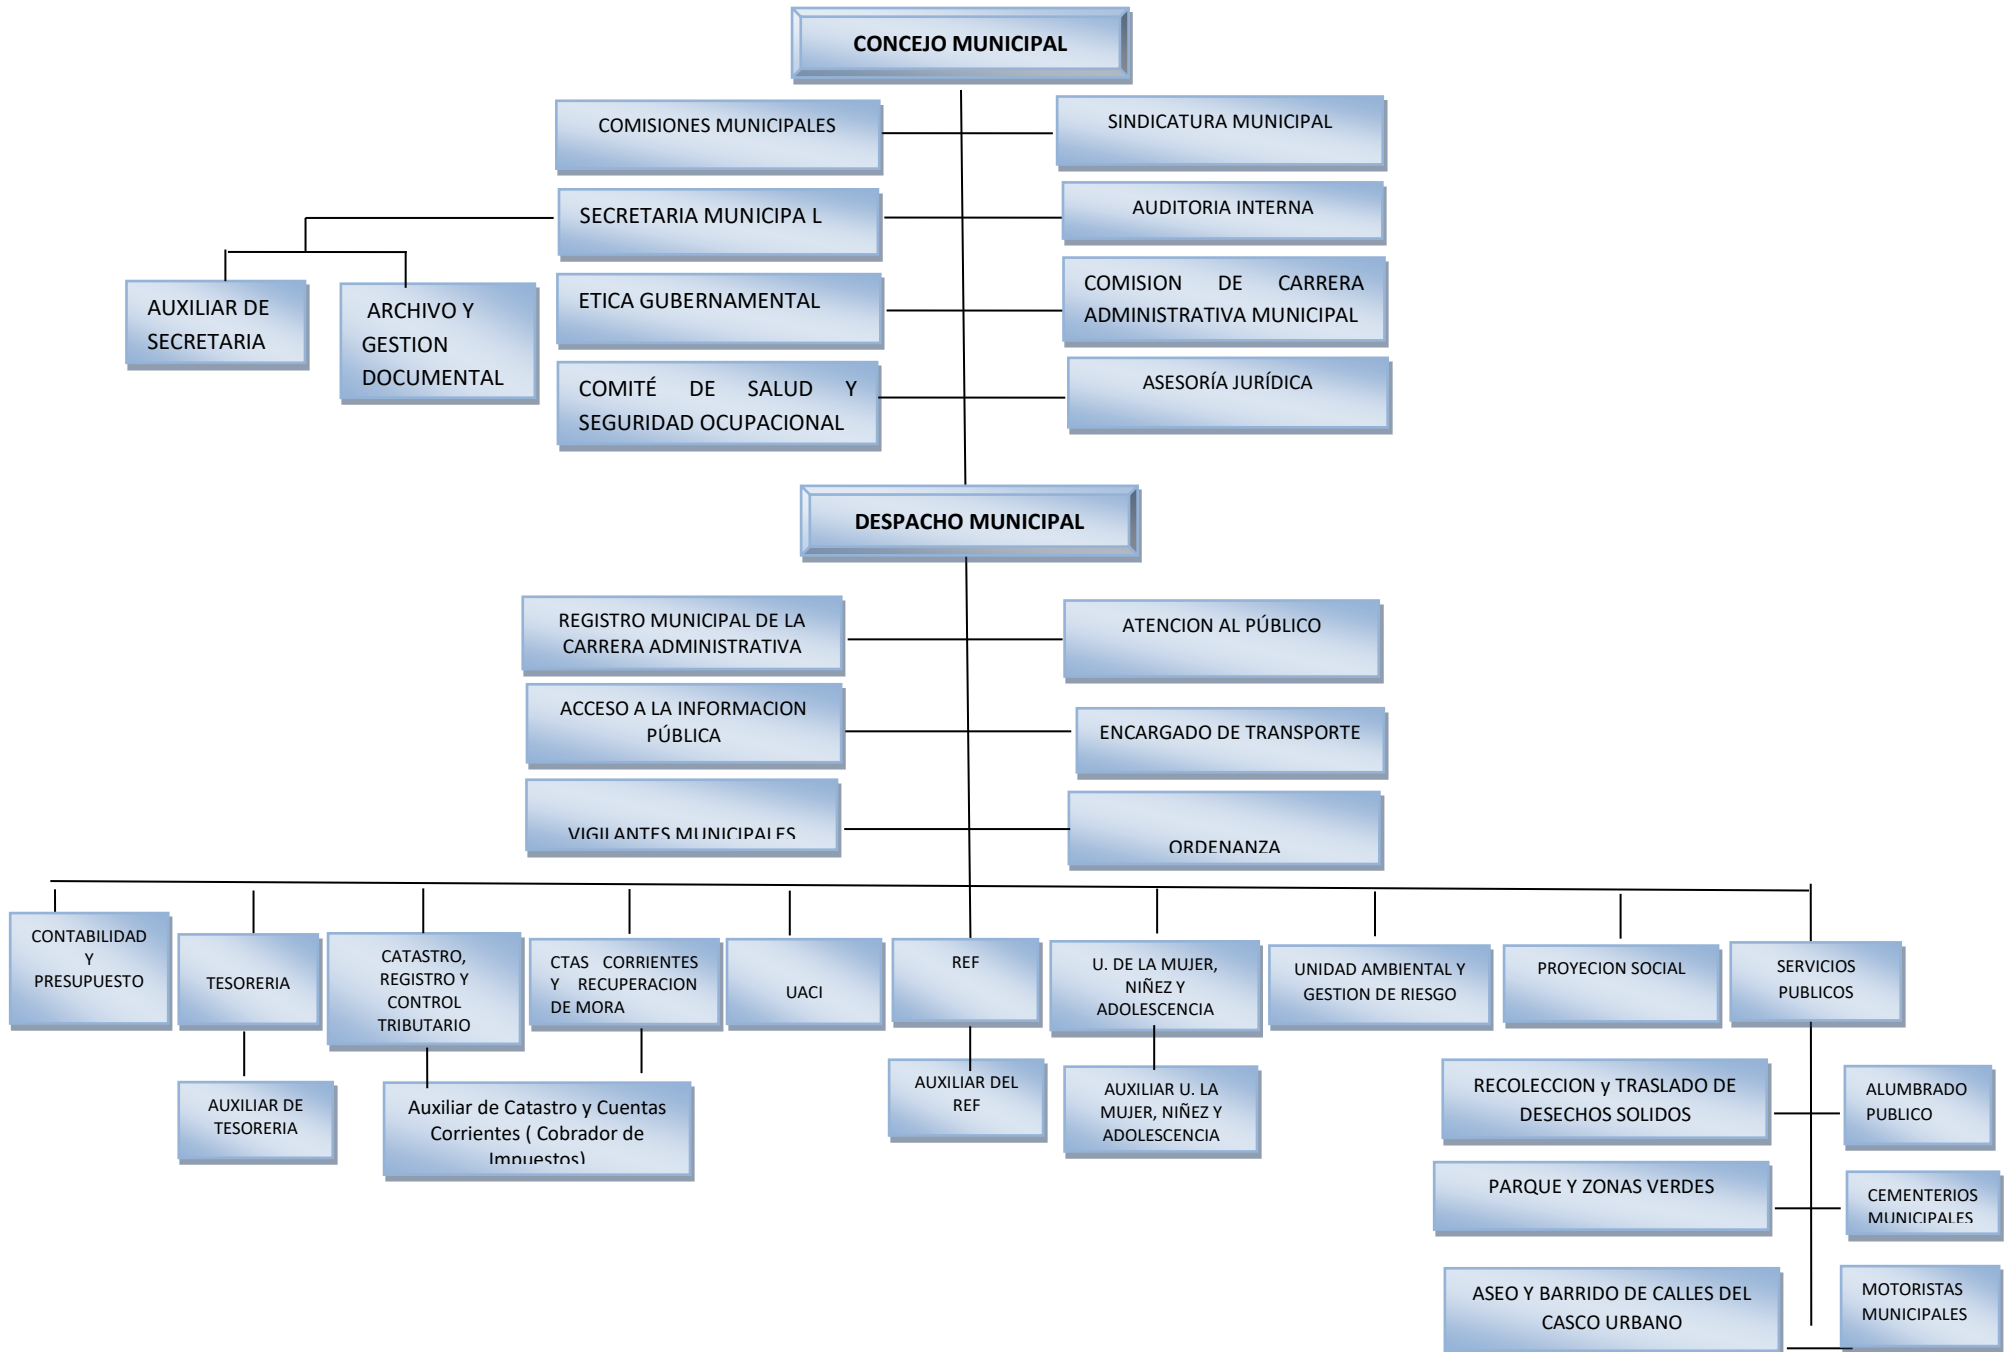 CONCEJO MUNICIPAL
COMISIONES MUNICIPALES
SINDICATURA MUNICIPAL
SECRETARIA MUNICIPA L
AUDITORIA INTERNA
AUXILIAR DE
SECRETARIA
ARCHIVO Y
GESTION
DOCUMENTAL
ETICA GUBERNAMENTAL
COMISION DE CARRERA
ADMINISTRATIVA MUNICIPAL
COMITÉ DE SALUD Y
SEGURIDAD OCUPACIONAL
ASESORÍA JURÍDICA
DESPACHO MUNICIPAL
REGISTRO MUNICIPAL DE LA
CARRERA ADMINISTRATIVA
ATENCION AL PÚBLICO
ACCESO A LA INFORMACION
PÚBLICA
ENCARGADO DE TRANSPORTE
VIGILANTES MUNICIPALES
ORDENANZA
CONTABILIDAD
Y
PRESUPUESTO
TESORERIA
CATASTRO,
REGISTRO Y
CONTROL
TRIBUTARIO
CTAS CORRIENTES
Y RECUPERACION
DE MORA
UACI
REF
U. DE LA MUJER,
NIÑEZ Y
ADOLESCENCIA
UNIDAD AMBIENTAL Y
GESTION DE RIESGO
PROYECION SOCIAL
SERVICIOS
PUBLICOS
AUXILIAR DE
TESORERIA
Auxiliar de Catastro y Cuentas
Corrientes ( Cobrador de
Impuestos)
AUXILIAR DEL
REF
AUXILIAR U. LA
MUJER, NIÑEZ Y
ADOLESCENCIA
RECOLECCION y TRASLADO DE
DESECHOS SOLIDOS
ALUMBRADO
PUBLICO
PARQUE Y ZONAS VERDES
CEMENTERIOS
MUNICIPALES
ASEO Y BARRIDO DE CALLES DEL
CASCO URBANO
MOTORISTAS
MUNICIPALES